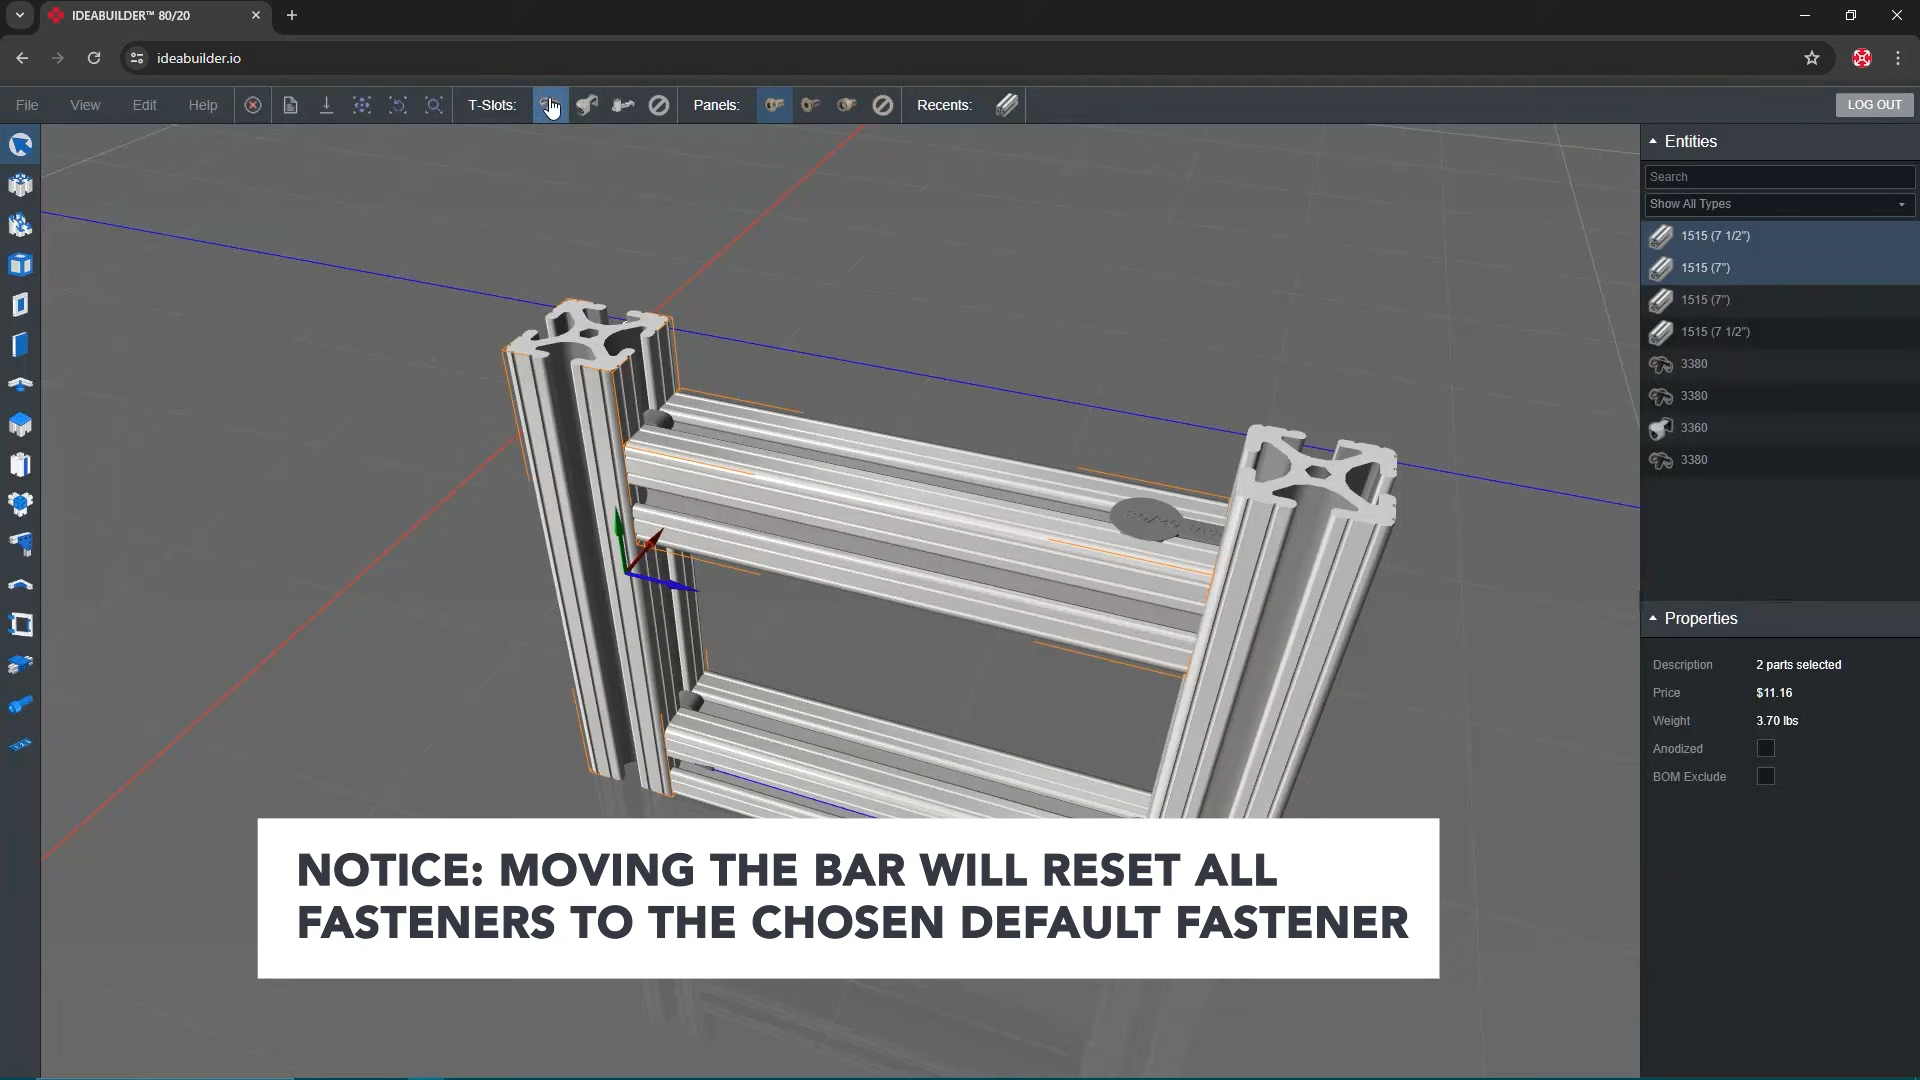 IDEABUILDER™ 80/20
ideabuilder.io
File View Edit Help T-Slots: Panels: Recents: LOG OUT
Entities
Search
Show All Types
1515 (7 1/2")
1515 (7")
1515 (7")
1515 (7 1/2")
3380
3380
3360
3380
Properties
Description 2 parts selected
Price $11.16
Weight 3.70 lbs
Anodized
BOM Exclude
NOTICE: MOVING THE BAR WILL RESET ALL
FASTENERS TO THE CHOSEN DEFAULT FASTENER